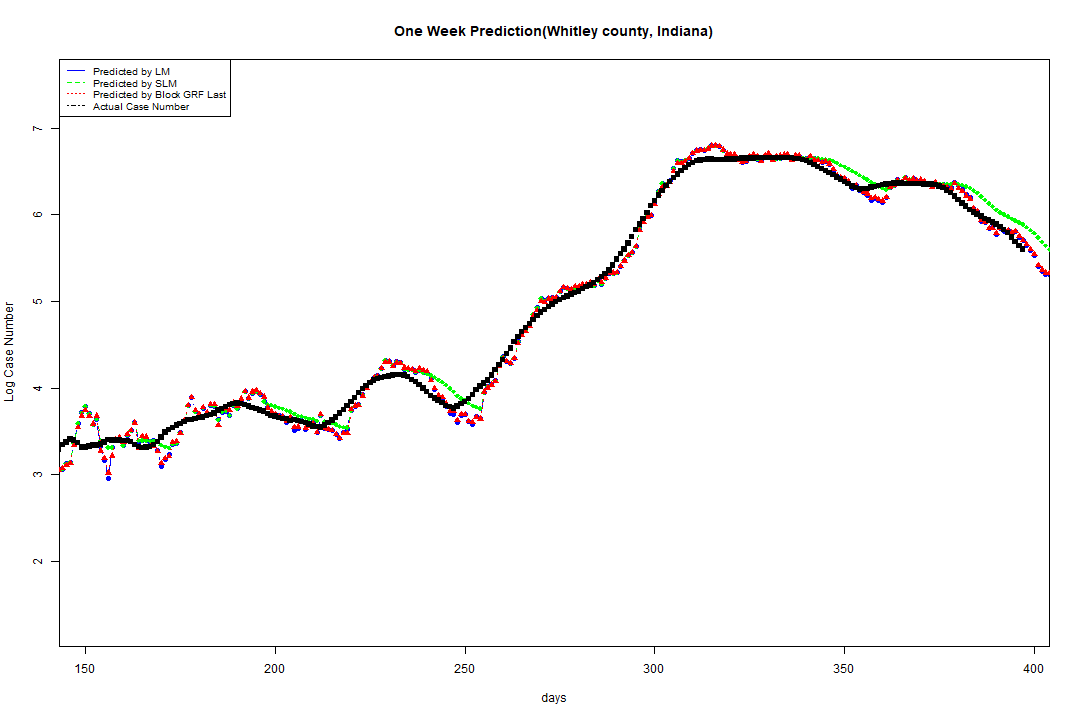 One Week Prediction(Whitley county, Indiana)
Predicted by LM
Predicted by SLM
Predicted by Block GRF Last
Actual Case Number
7
6
5
4
3
2
Log Case Number
150 200 250 300 350 400
days